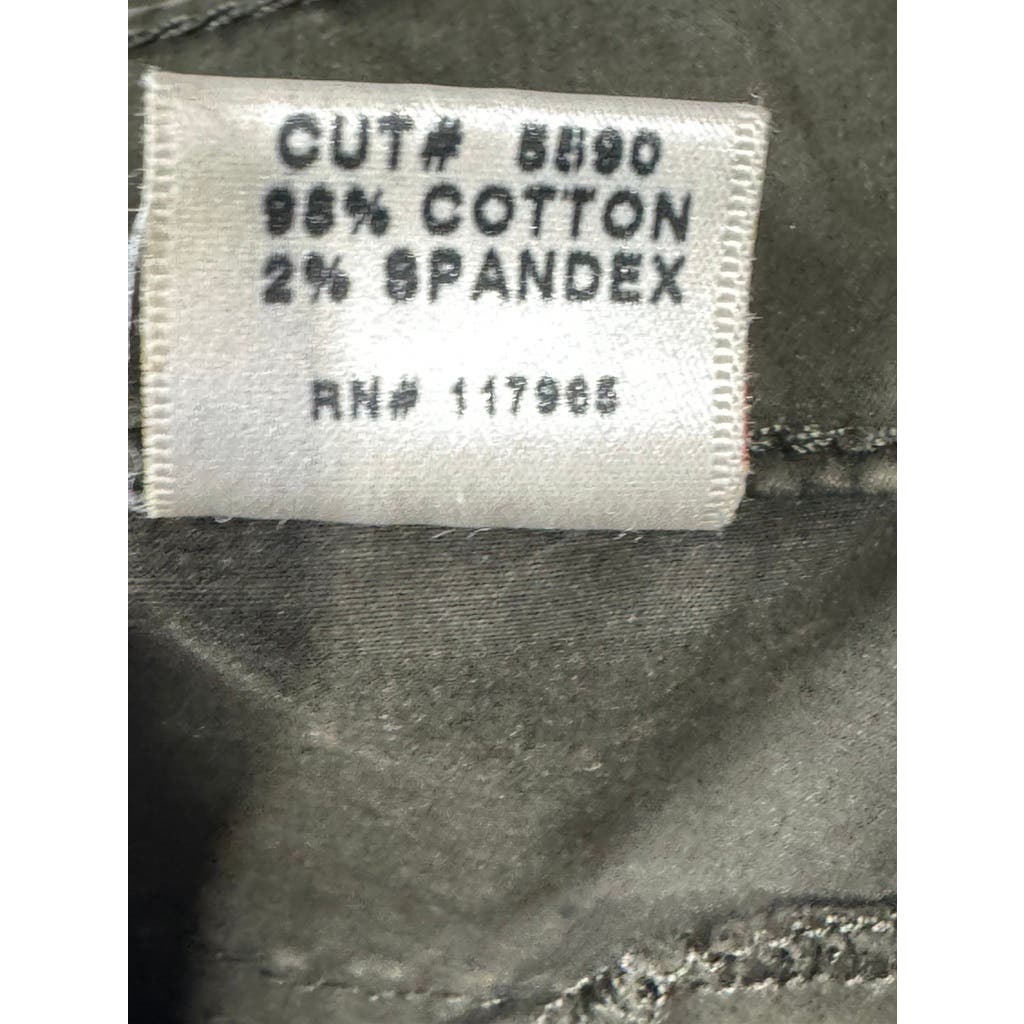 CUT# 5590
98% COTTON
2% SPANDEX
RN# 117965